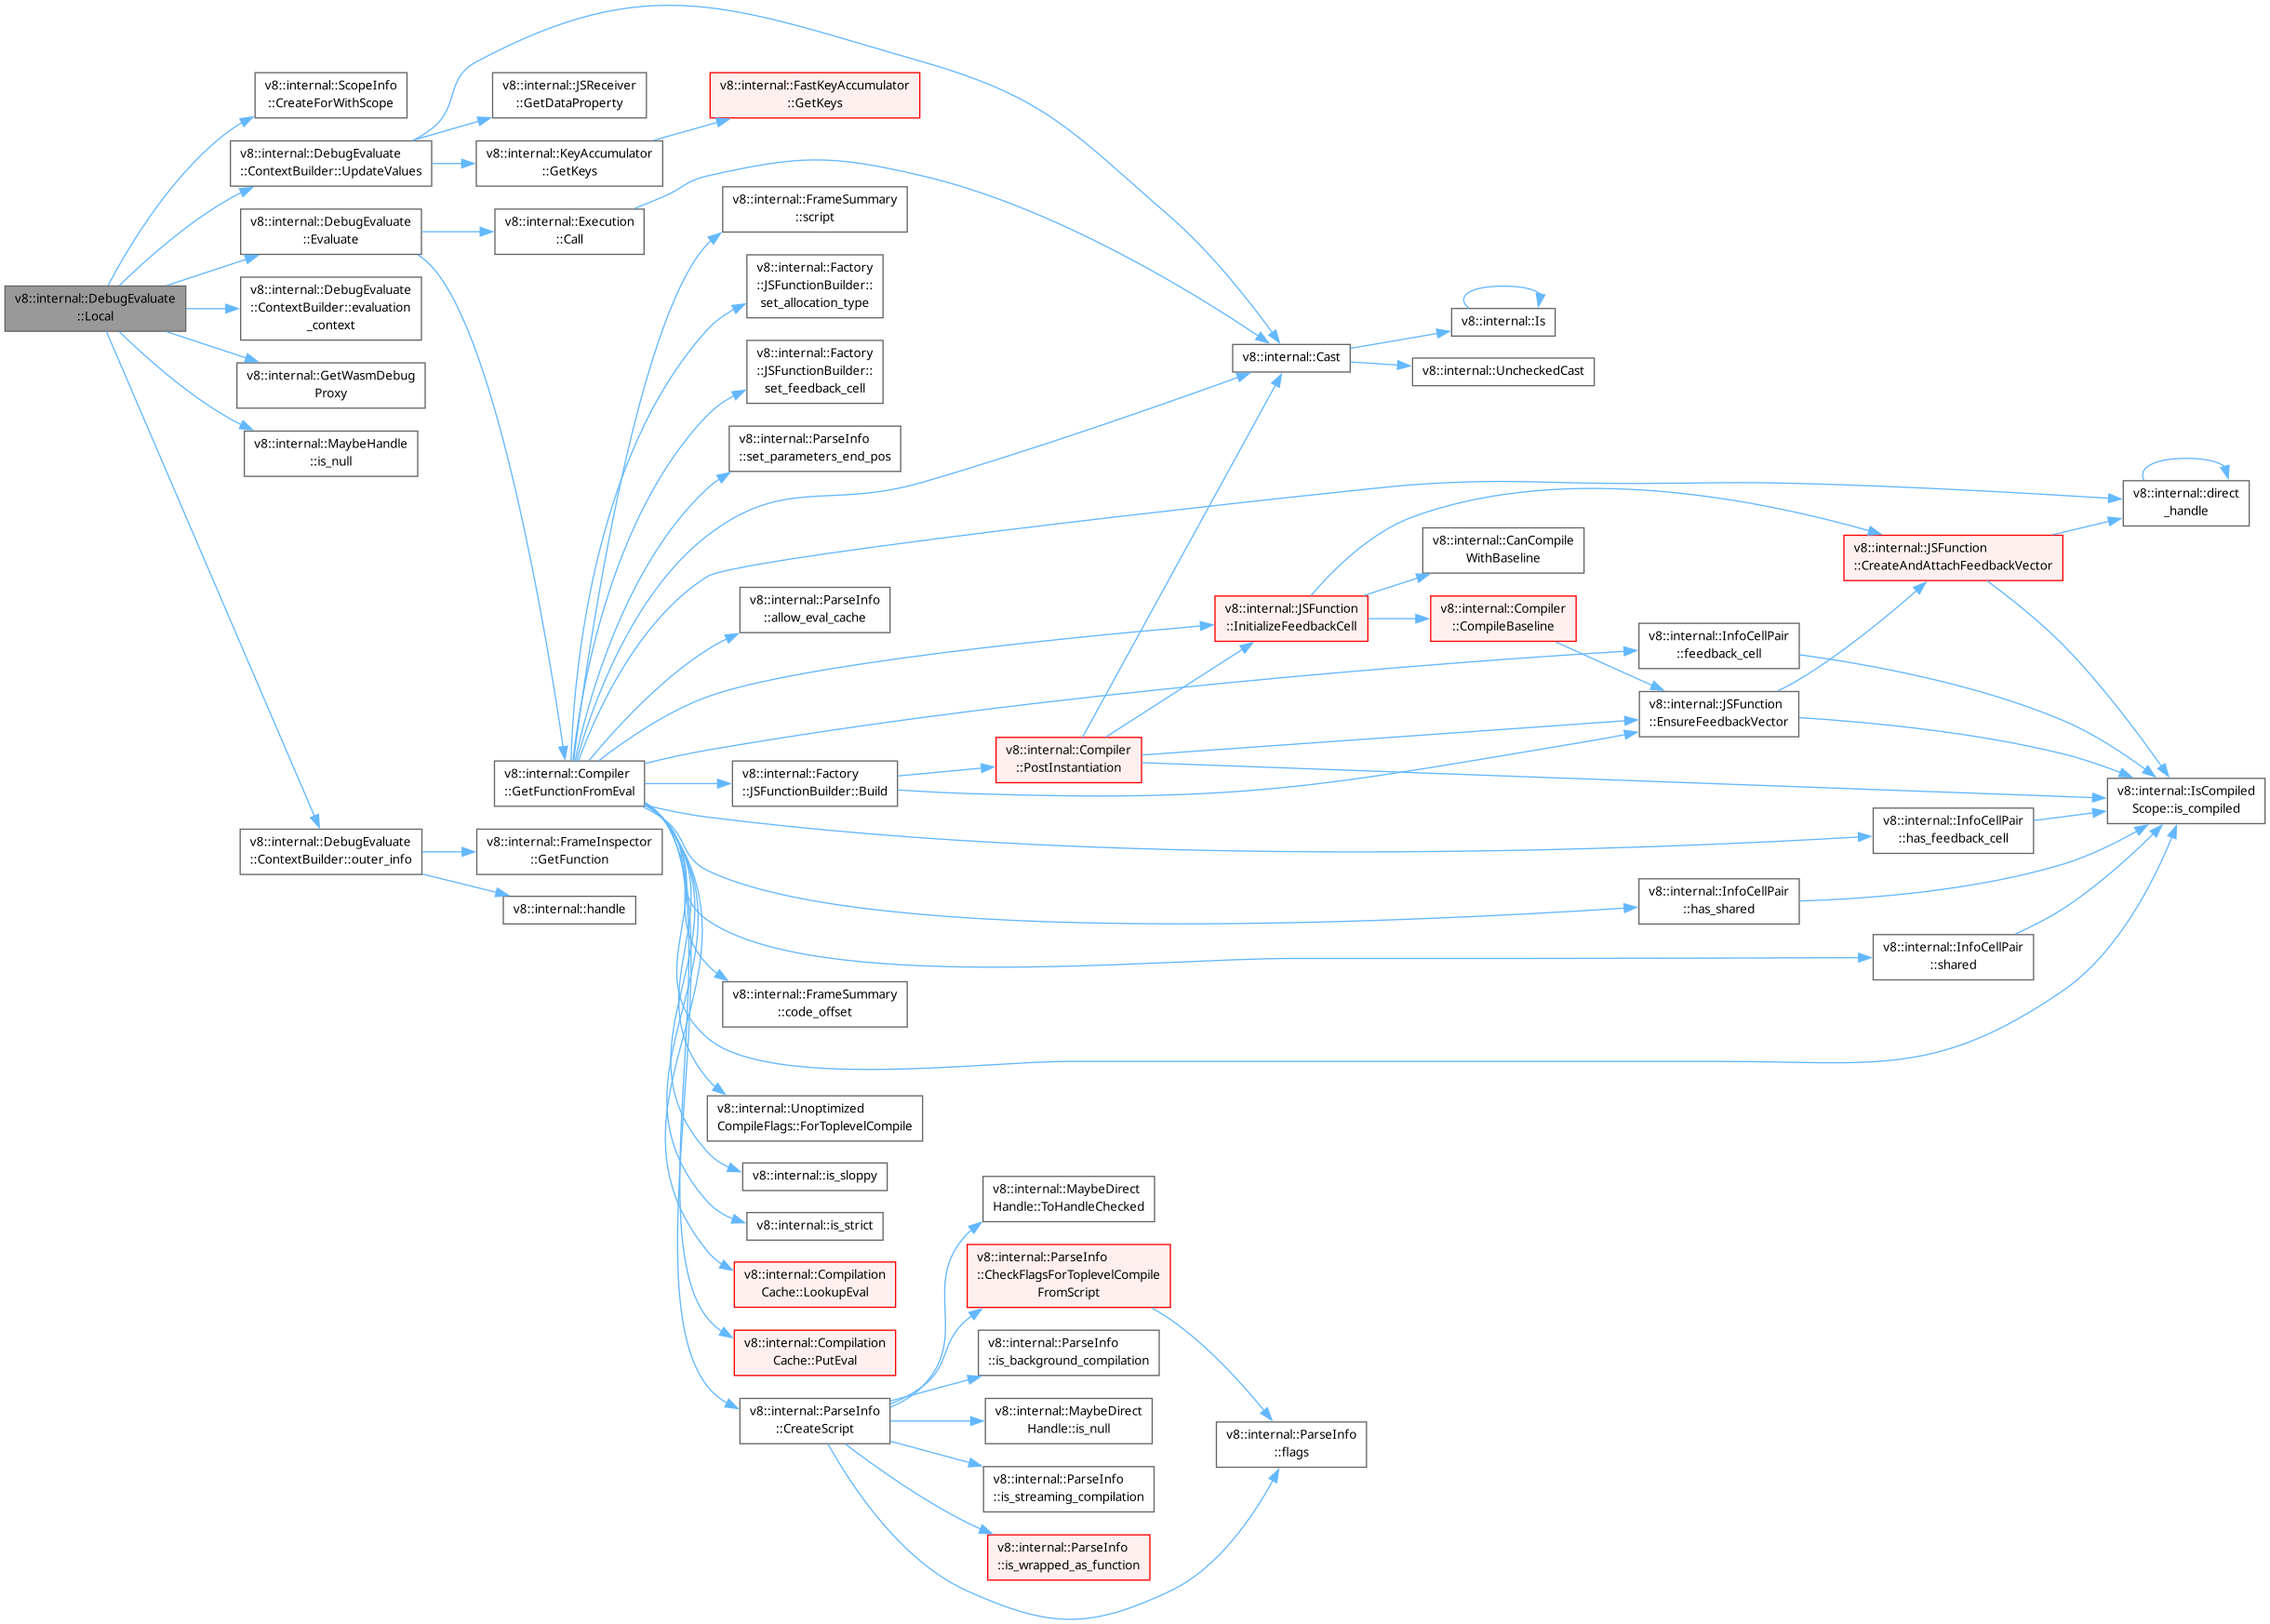 v8::internal::DebugEvaluate
::Local
v8::internal::ScopeInfo
::CreateForWithScope
v8::internal::DebugEvaluate
::ContextBuilder::UpdateValues
v8::internal::DebugEvaluate
::Evaluate
v8::internal::DebugEvaluate
::ContextBuilder::evaluation
_context
v8::internal::GetWasmDebug
Proxy
v8::internal::MaybeHandle
::is_null
v8::internal::DebugEvaluate
::ContextBuilder::outer_info
v8::internal::JSReceiver
::GetDataProperty
v8::internal::KeyAccumulator
::GetKeys
v8::internal::Execution
::Call
v8::internal::Compiler
::GetFunctionFromEval
v8::internal::FrameInspector
::GetFunction
v8::internal::handle
v8::internal::FastKeyAccumulator
::GetKeys
v8::internal::FrameSummary
::script
v8::internal::Factory
::JSFunctionBuilder::
set_allocation_type
v8::internal::Factory
::JSFunctionBuilder::
set_feedback_cell
v8::internal::ParseInfo
::set_parameters_end_pos
v8::internal::ParseInfo
::allow_eval_cache
v8::internal::Factory
::JSFunctionBuilder::Build
v8::internal::FrameSummary
::code_offset
v8::internal::Unoptimized
CompileFlags::ForToplevelCompile
v8::internal::is_sloppy
v8::internal::is_strict
v8::internal::Compilation
Cache::LookupEval
v8::internal::Compilation
Cache::PutEval
v8::internal::ParseInfo
::CreateScript
v8::internal::Compiler
::PostInstantiation
v8::internal::MaybeDirect
Handle::ToHandleChecked
v8::internal::ParseInfo
::CheckFlagsForToplevelCompile
FromScript
v8::internal::ParseInfo
::is_background_compilation
v8::internal::MaybeDirect
Handle::is_null
v8::internal::ParseInfo
::is_streaming_compilation
v8::internal::ParseInfo
::is_wrapped_as_function
v8::internal::Cast
v8::internal::JSFunction
::InitializeFeedbackCell
v8::internal::ParseInfo
::flags
v8::internal::Is
v8::internal::UncheckedCast
v8::internal::CanCompile
WithBaseline
v8::internal::Compiler
::CompileBaseline
v8::internal::InfoCellPair
::feedback_cell
v8::internal::JSFunction
::EnsureFeedbackVector
v8::internal::InfoCellPair
::has_shared
v8::internal::JSFunction
::CreateAndAttachFeedbackVector
v8::internal::InfoCellPair
::has_feedback_cell
v8::internal::InfoCellPair
::shared
v8::internal::direct
_handle
v8::internal::IsCompiled
Scope::is_compiled